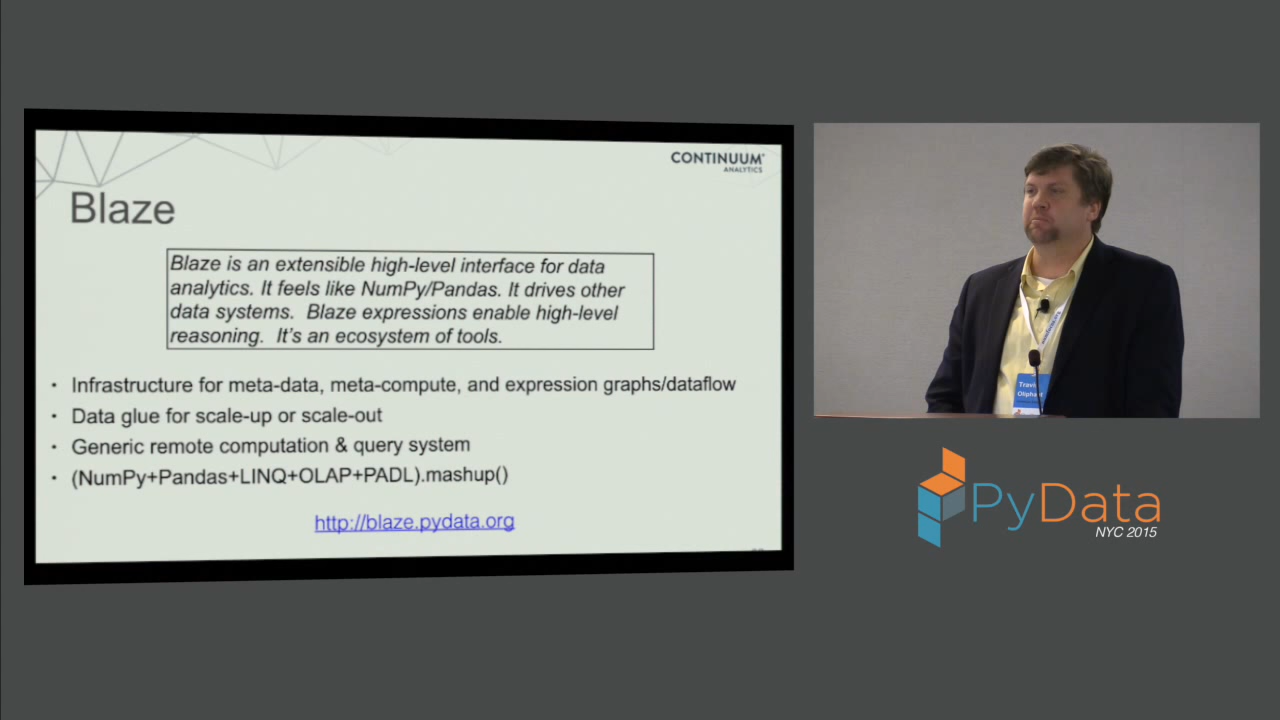 CONTINUUM
ANALYTICS
Blaze
Blaze is an extensible high-level interface for data
analytics. It feels like NumPy/Pandas. It drives other
data systems. Blaze expressions enable high-level
reasoning. It's an ecosystem of tools.
· Infrastructure for meta-data, meta-compute, and expression graphs/dataflow
· Data glue for scale-up or scale-out
· Generic remote computation & query system
· (NumPy+Pandas+LINQ+OLAP+PADL).mashup()
http://blaze.pydata.org
Travis
Oliphant
PyData
NYC 2015